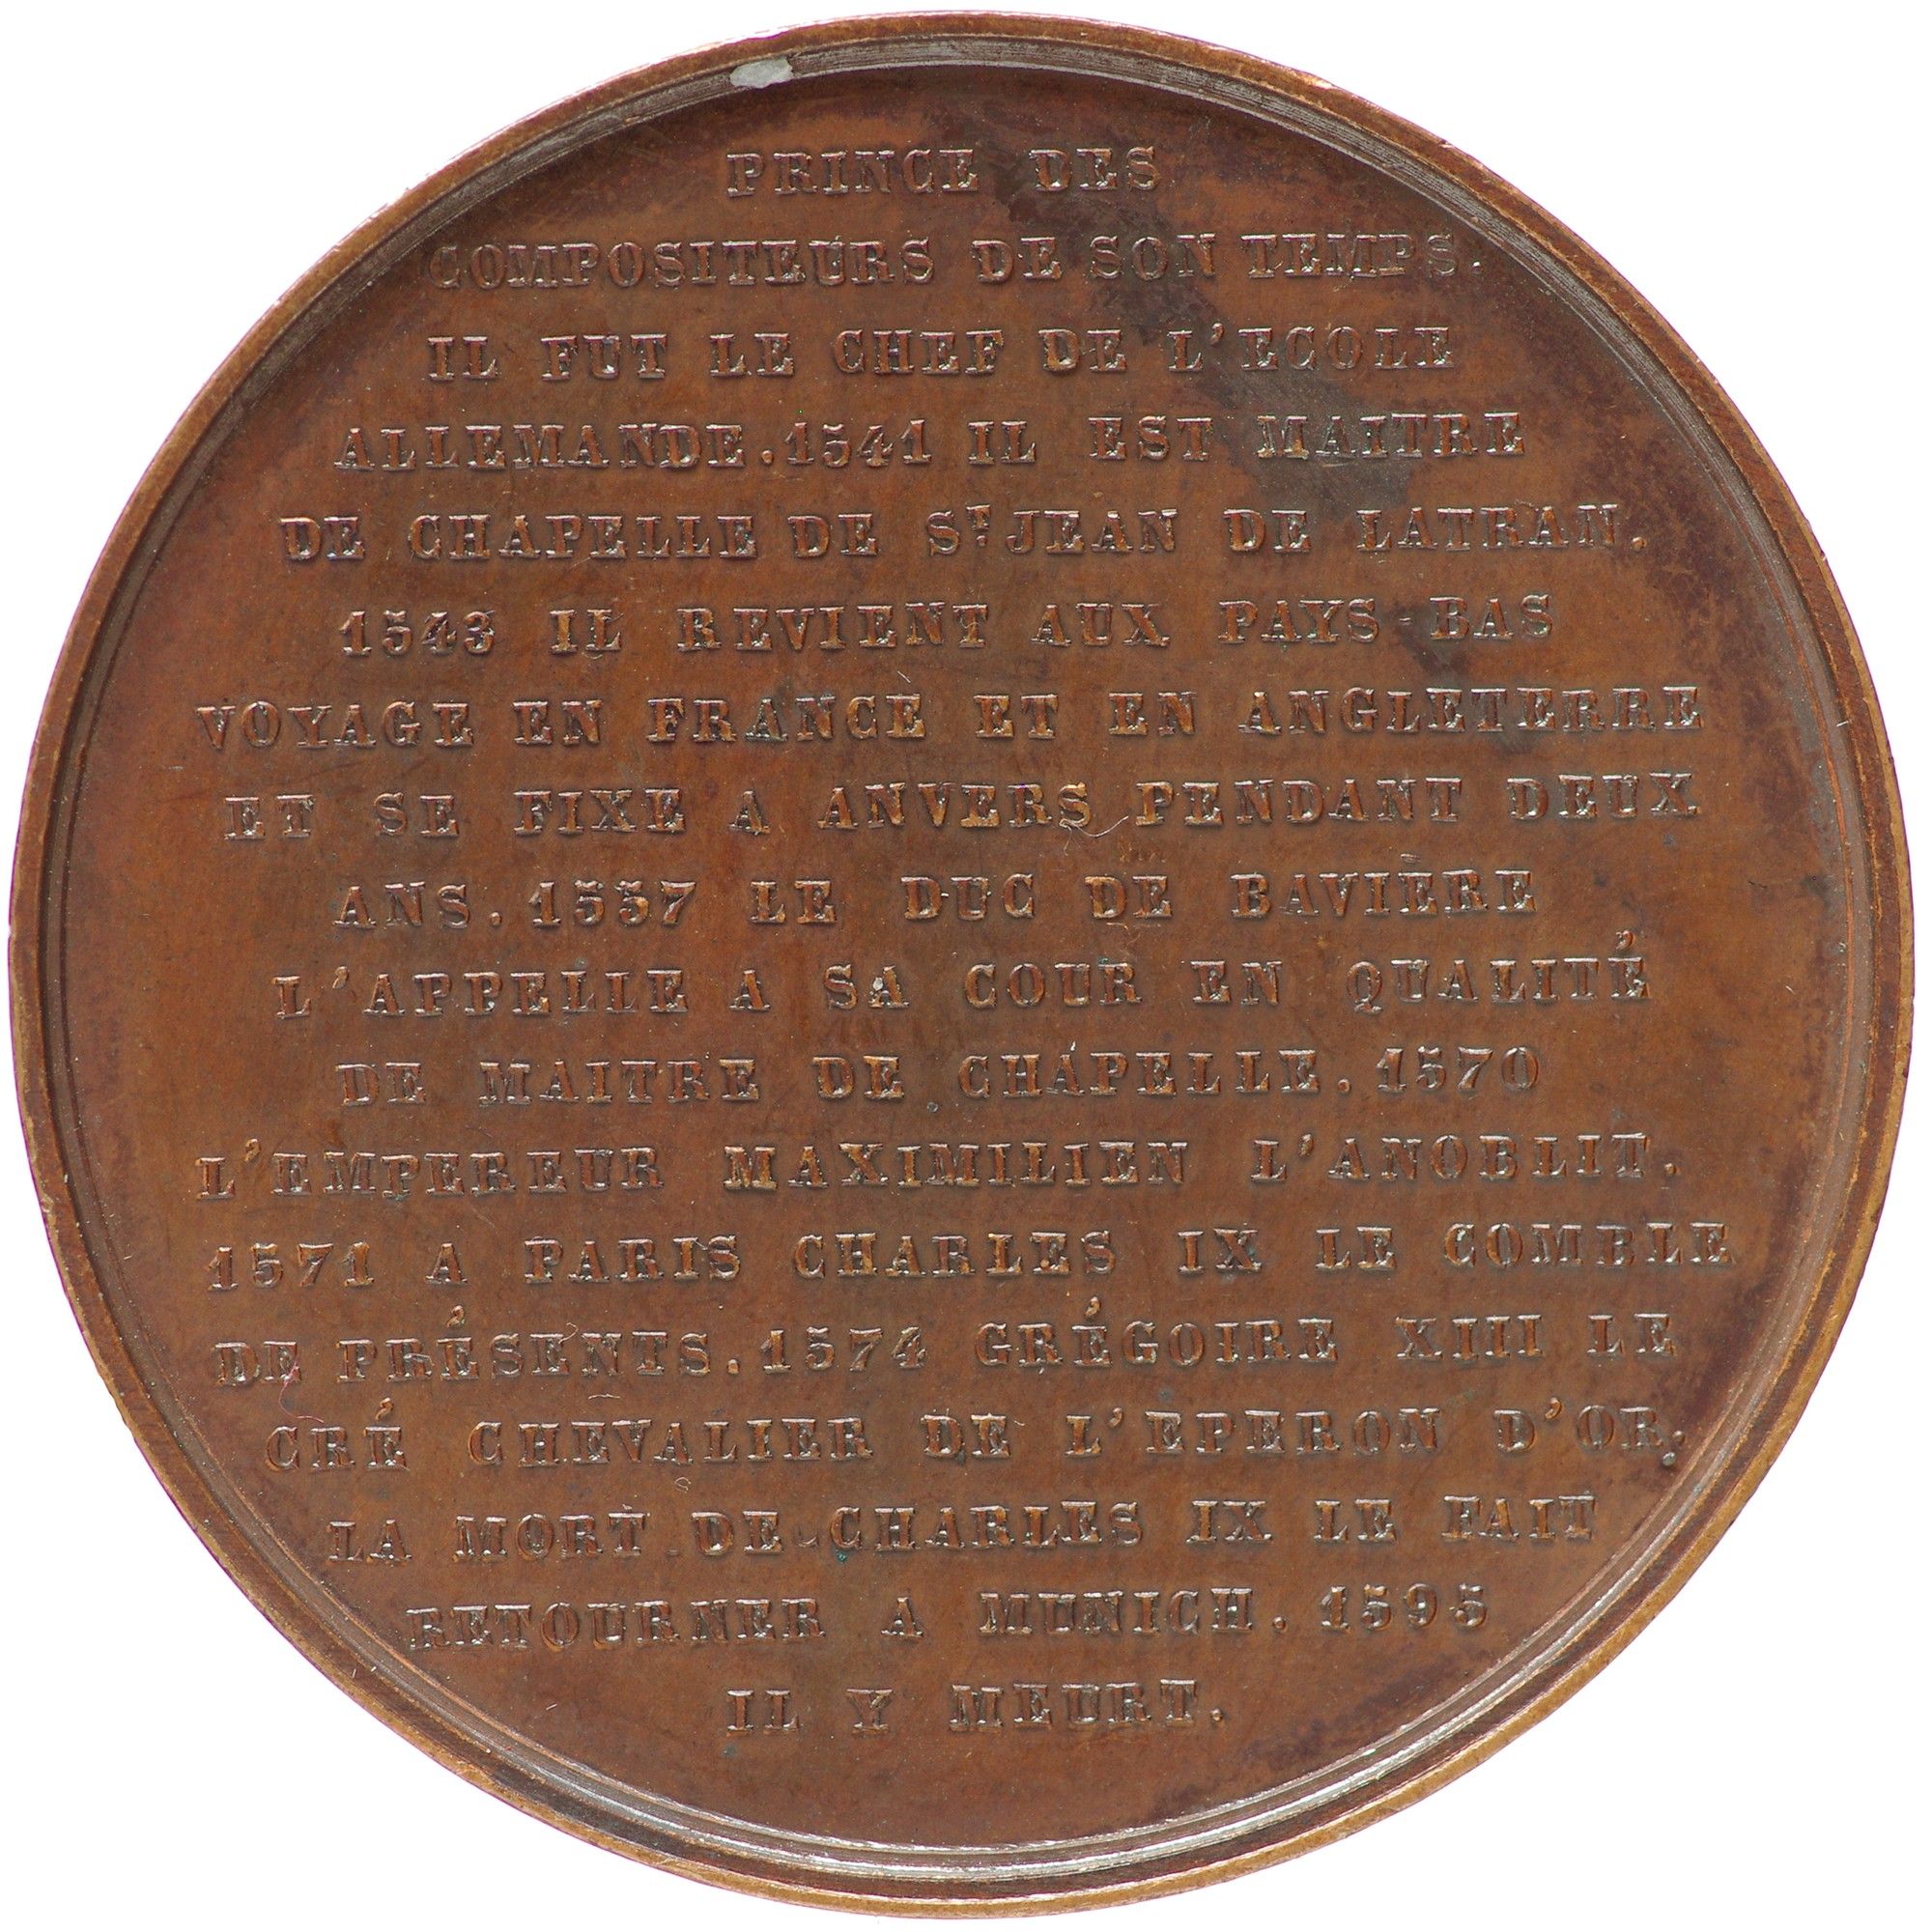 PRINCE DES
COMPOSITEURS DE SON TEMPS.
IL FUT LE CHEF DE L'ECOLE
ALLEMANDE. 1541 IL EST MAITRE
DE CHAPELLE DE ST. JEAN DE LATRAN.
1543 IL REVIENT AUX PAYS-BAS
VOYAGE EN FRANCE ET EN ANGLETERRE
ET SE FIXE A ANVERS PENDANT DEUX
ANS. 1557 LE DUC DE BAVIÈRE
L'APPELLE A SA COUR EN QUALITÉ
DE MAITRE DE CHAPELLE. 1570
L'EMPEREUR MAXIMILIEN L'ANOBLIT.
1571 A PARIS CHARLES IX LE COMBLE
DE PRÉSENTS. 1574 GRÉGOIRE XIII LE
CRÉ CHEVALIER DE L'EPERON D'OR;
LA MORT DE CHARLES IX LE FAIT
RETOURNER A MUNICH. 1595
IL Y MEURT.